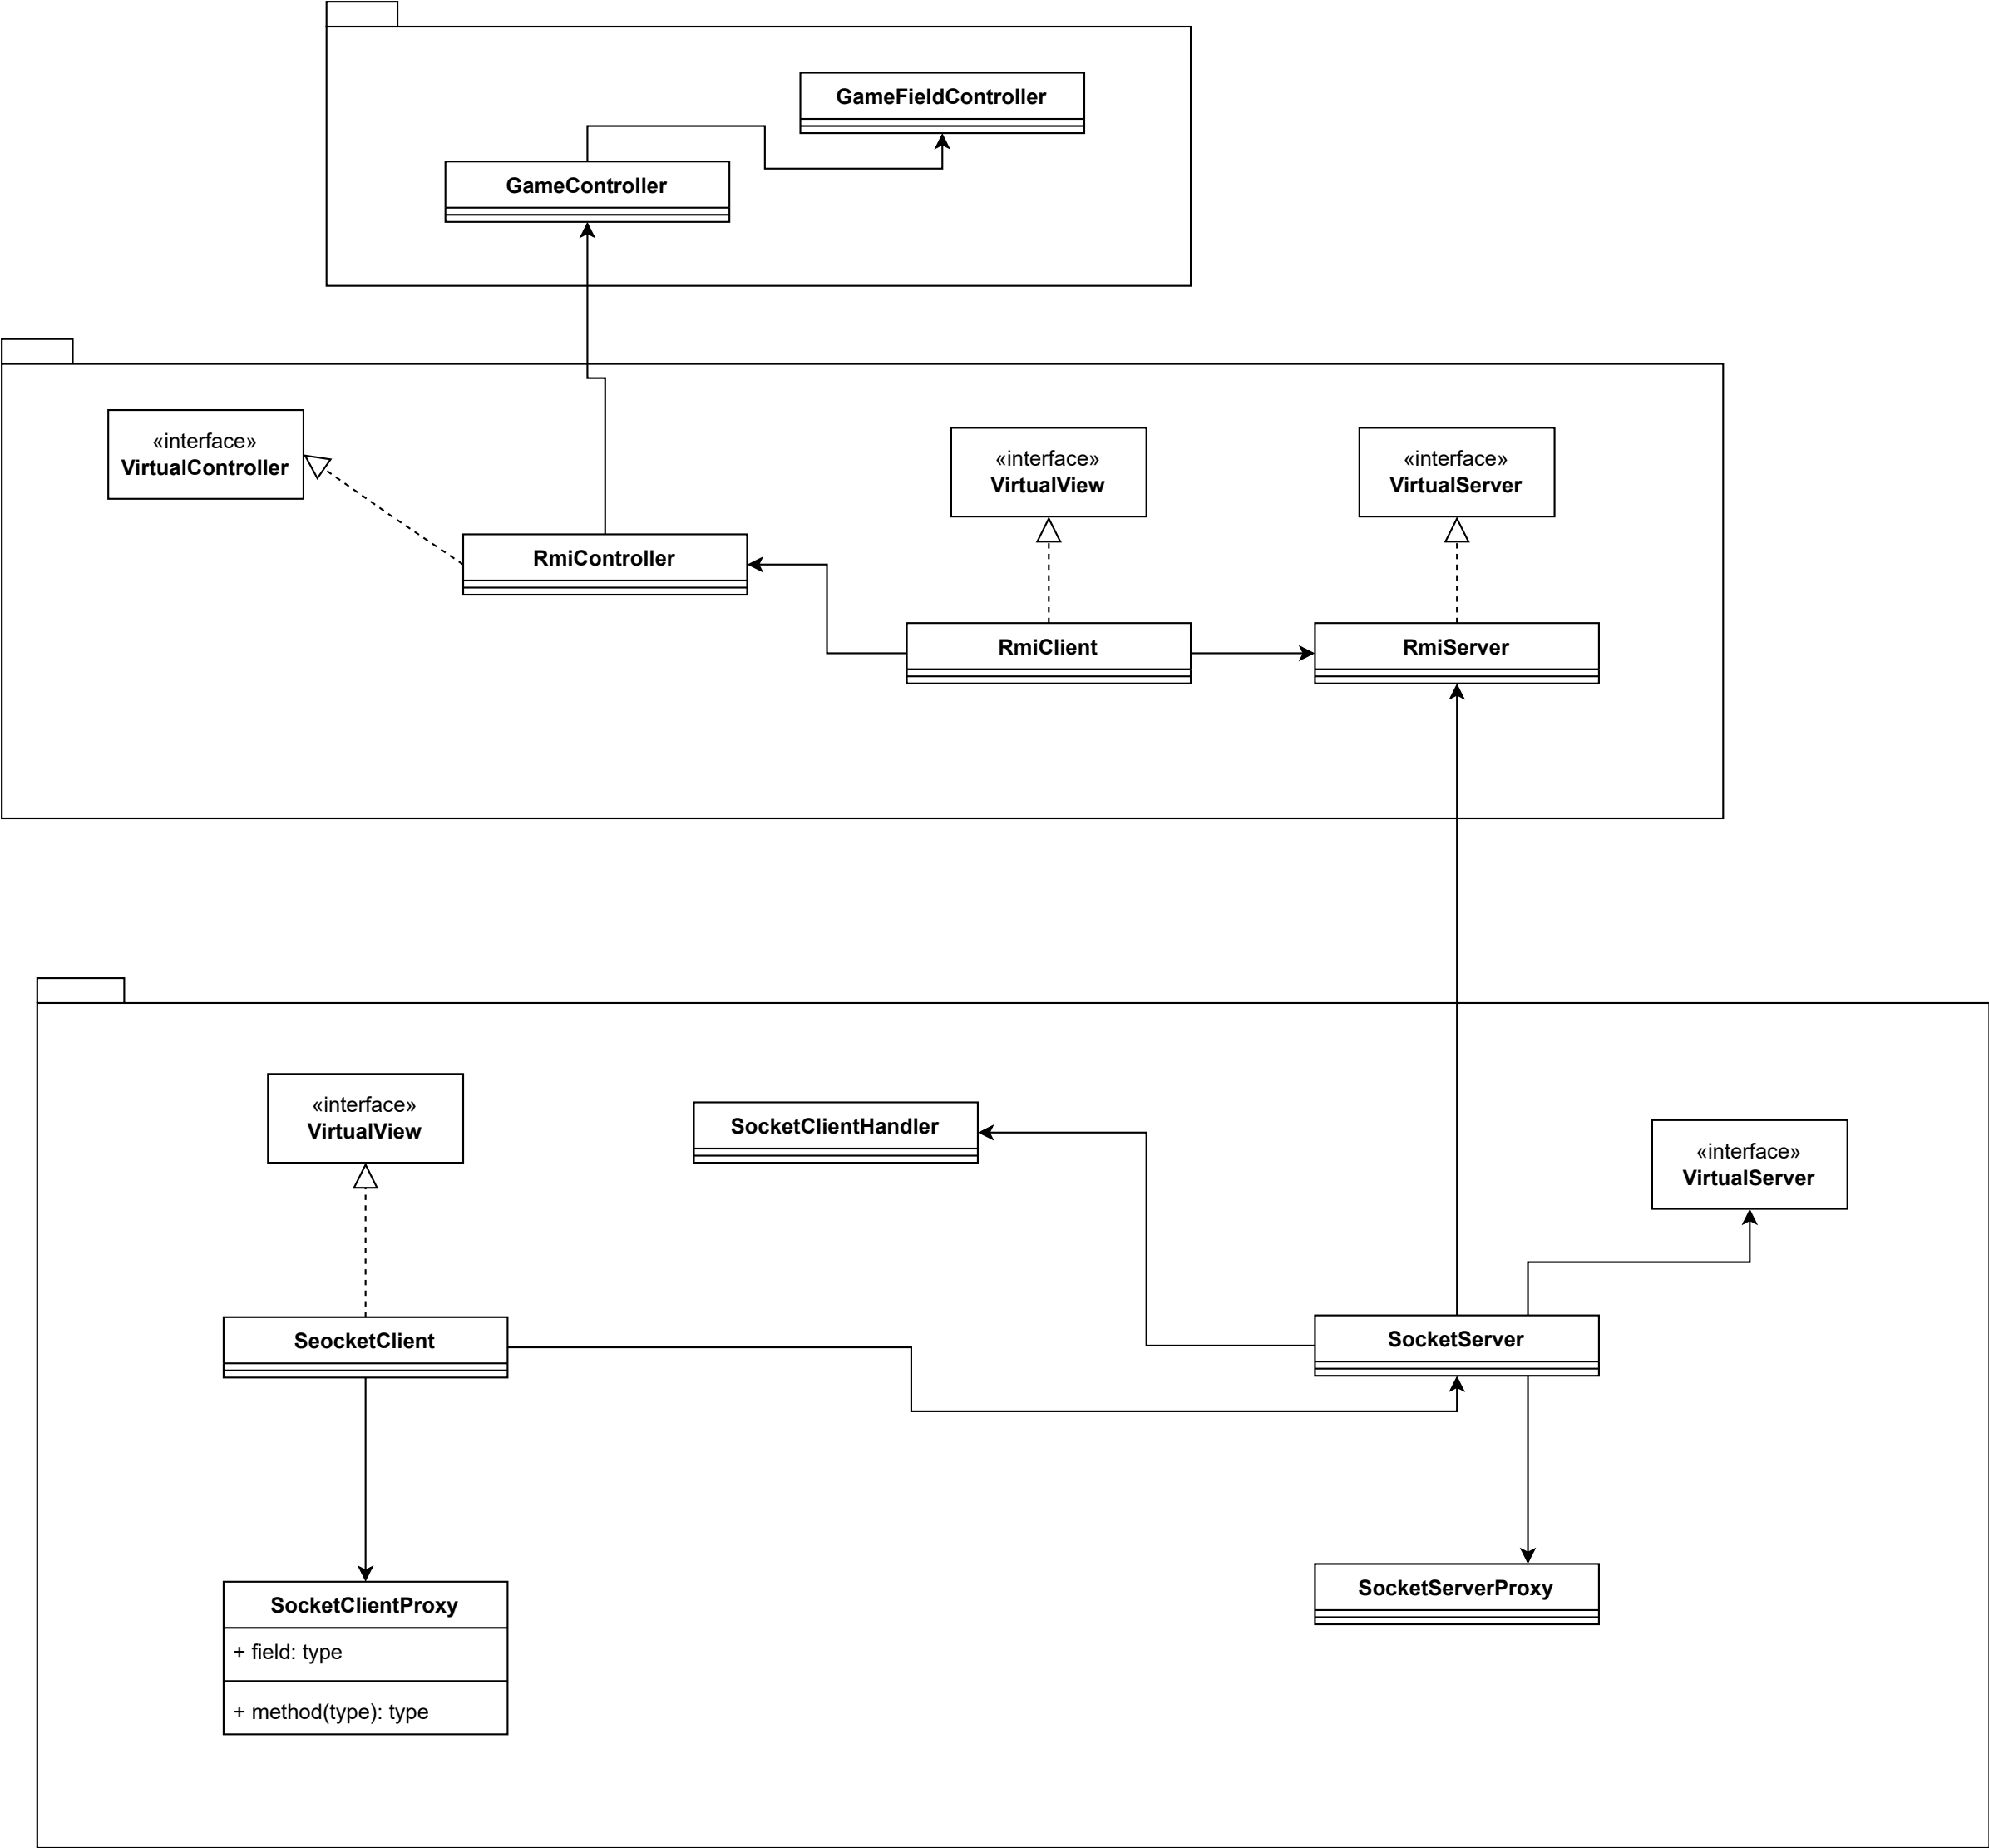 GameFieldController
GameController
«interface»
VirtualController
«interface»
VirtualView
«interface»
VirtualServer
RmiController
RmiClient
RmiServer
«interface»
VirtualView
SocketClientHandler
«interface»
VirtualServer
SeocketClient
SocketServer
SocketClientProxy
+ field: type
+ method(type): type
SocketServerProxy